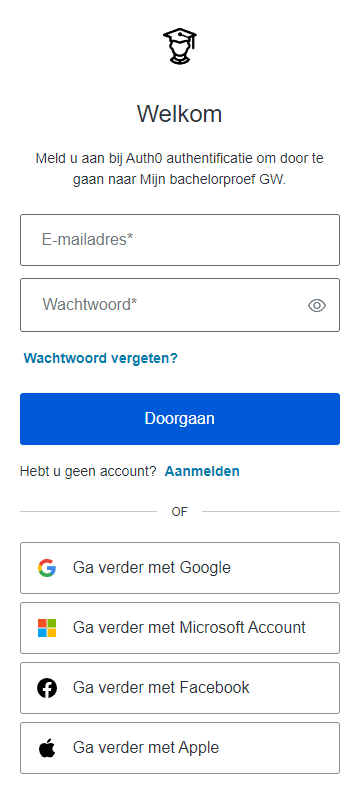 Welkom
Meld u aan bij Auth0 authentificatie om door te
gaan naar Mijn bachelorproef GW.
E-mailadres*
Wachtwoord*
Wachtwoord vergeten?
Doorgaan
Hebt u geen account? Aanmelden
OF
Ga verder met Google
Ga verder met Microsoft Account
Ga verder met Facebook
Ga verder met Apple